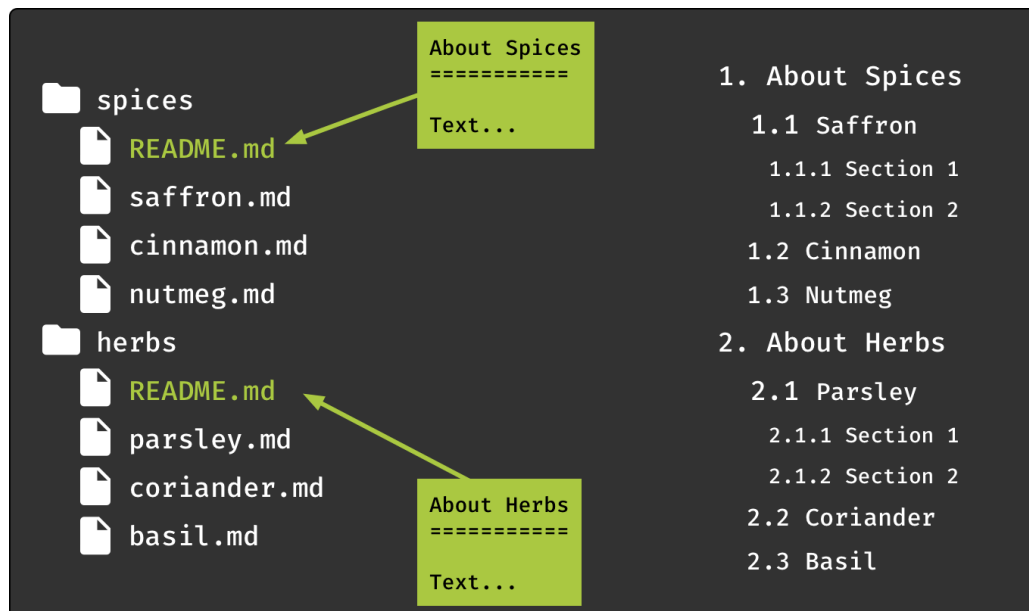 spices
README.md
saffron.md
cinnamon.md
nutmeg.md
herbs
README.md
parsley.md
coriander.md
basil.md
About Spices
===========
Text...
About Herbs
===========
Text...
1. About Spices
1.1 Saffron
1.1.1 Section 1
1.1.2 Section 2
1.2 Cinnamon
1.3 Nutmeg
2. About Herbs
2.1 Parsley
2.1.1 Section 1
2.1.2 Section 2
2.2 Coriander
2.3 Basil